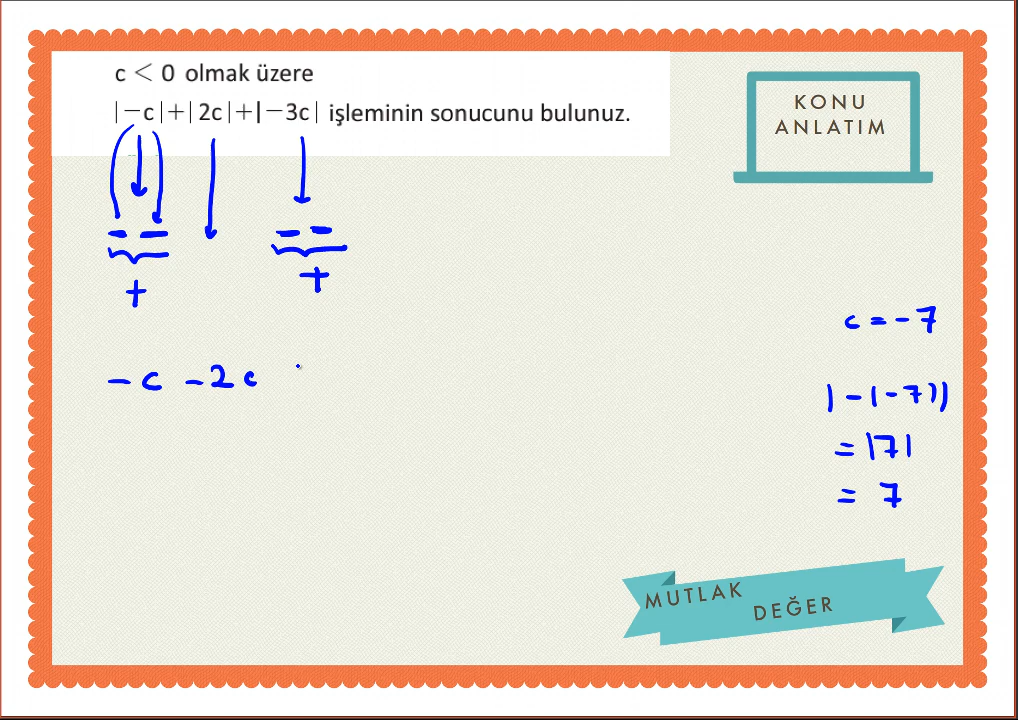 c < 0 olmak üzere
|−c|+|2c|+|−3c| işleminin sonucunu bulunuz.
KONU
ANLATIM
− − − −
+ +
c = -7
-c -2c
|-(-7)|
= |7|
= 7
MUTLAK
DEĞER